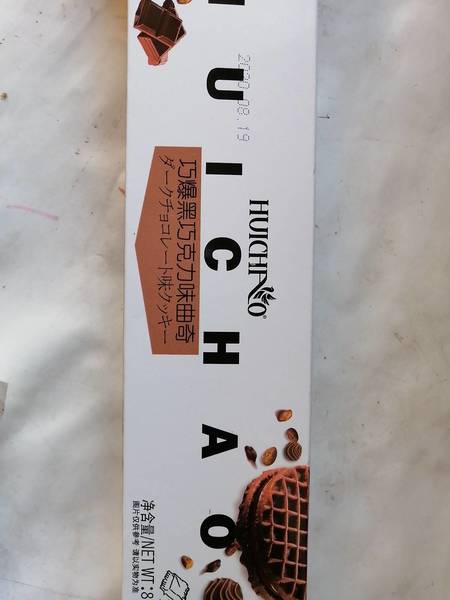 2020.08.19
HUICHAO
HUICHAO®
巧爆黑巧克力味曲奇
ダークチョコレート味クッキー
净含量/NET WT:8
图片仅供参考 请以实物为准